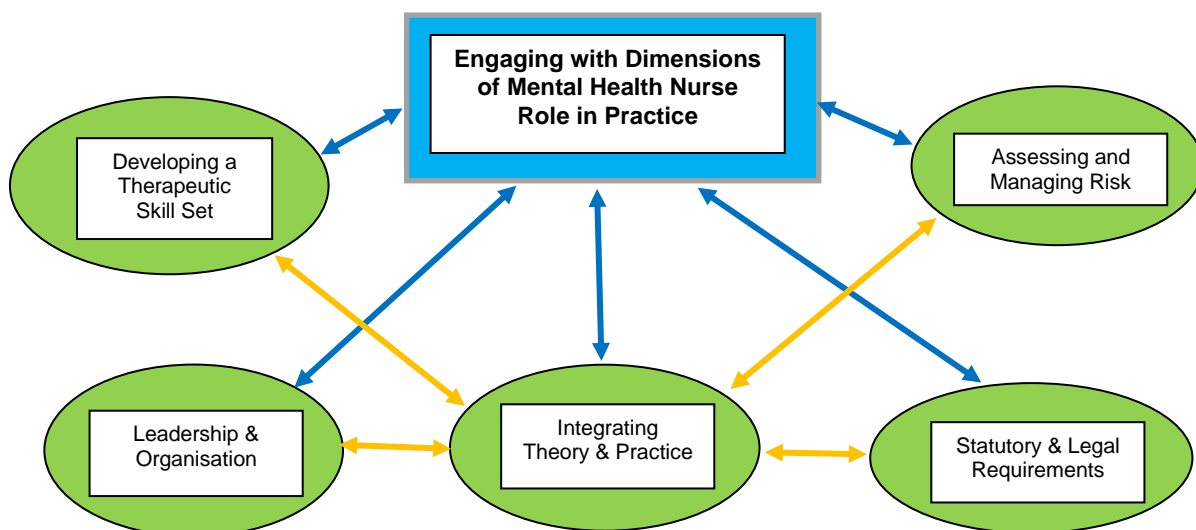 Engaging with Dimensions
of Mental Health Nurse
Role in Practice
Developing a
Therapeutic
Skill Set
Assessing and
Managing Risk
Leadership &
Organisation
Integrating
Theory & Practice
Statutory & Legal
Requirements